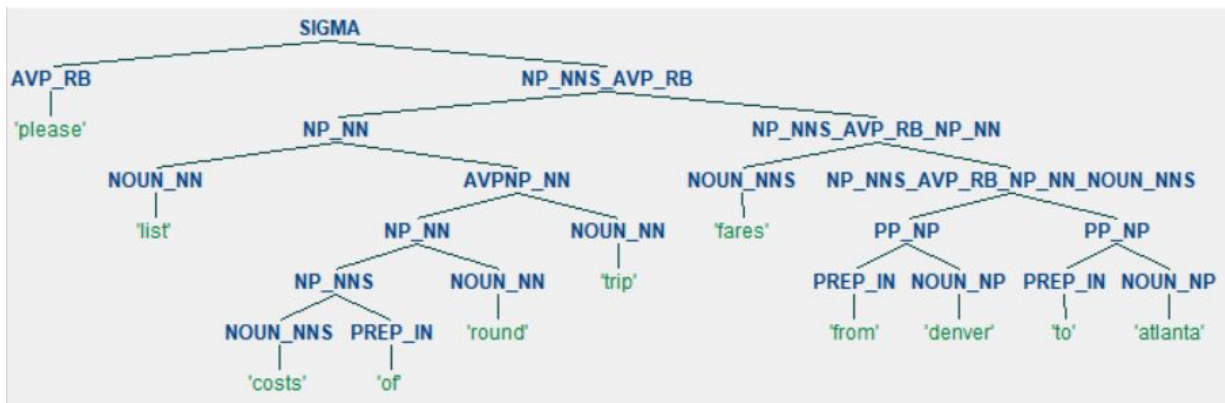 SIGMA
AVP_RB NP_NNS_AVP_RB
'please' NP_NN NP_NNS_AVP_RB_NP_NN
NOUN_NN AVPNP_NN NOUN_NNS NP_NNS_AVP_RB_NP_NN_NOUN_NNS
'list' NP_NN NOUN_NN 'fares' PP_NP PP_NP
NP_NNS NOUN_NN 'trip' PREP_IN NOUN_NP PREP_IN NOUN_NP
NOUN_NNS PREP_IN 'round' 'from' 'denver' 'to' 'atlanta'
'costs' 'of'